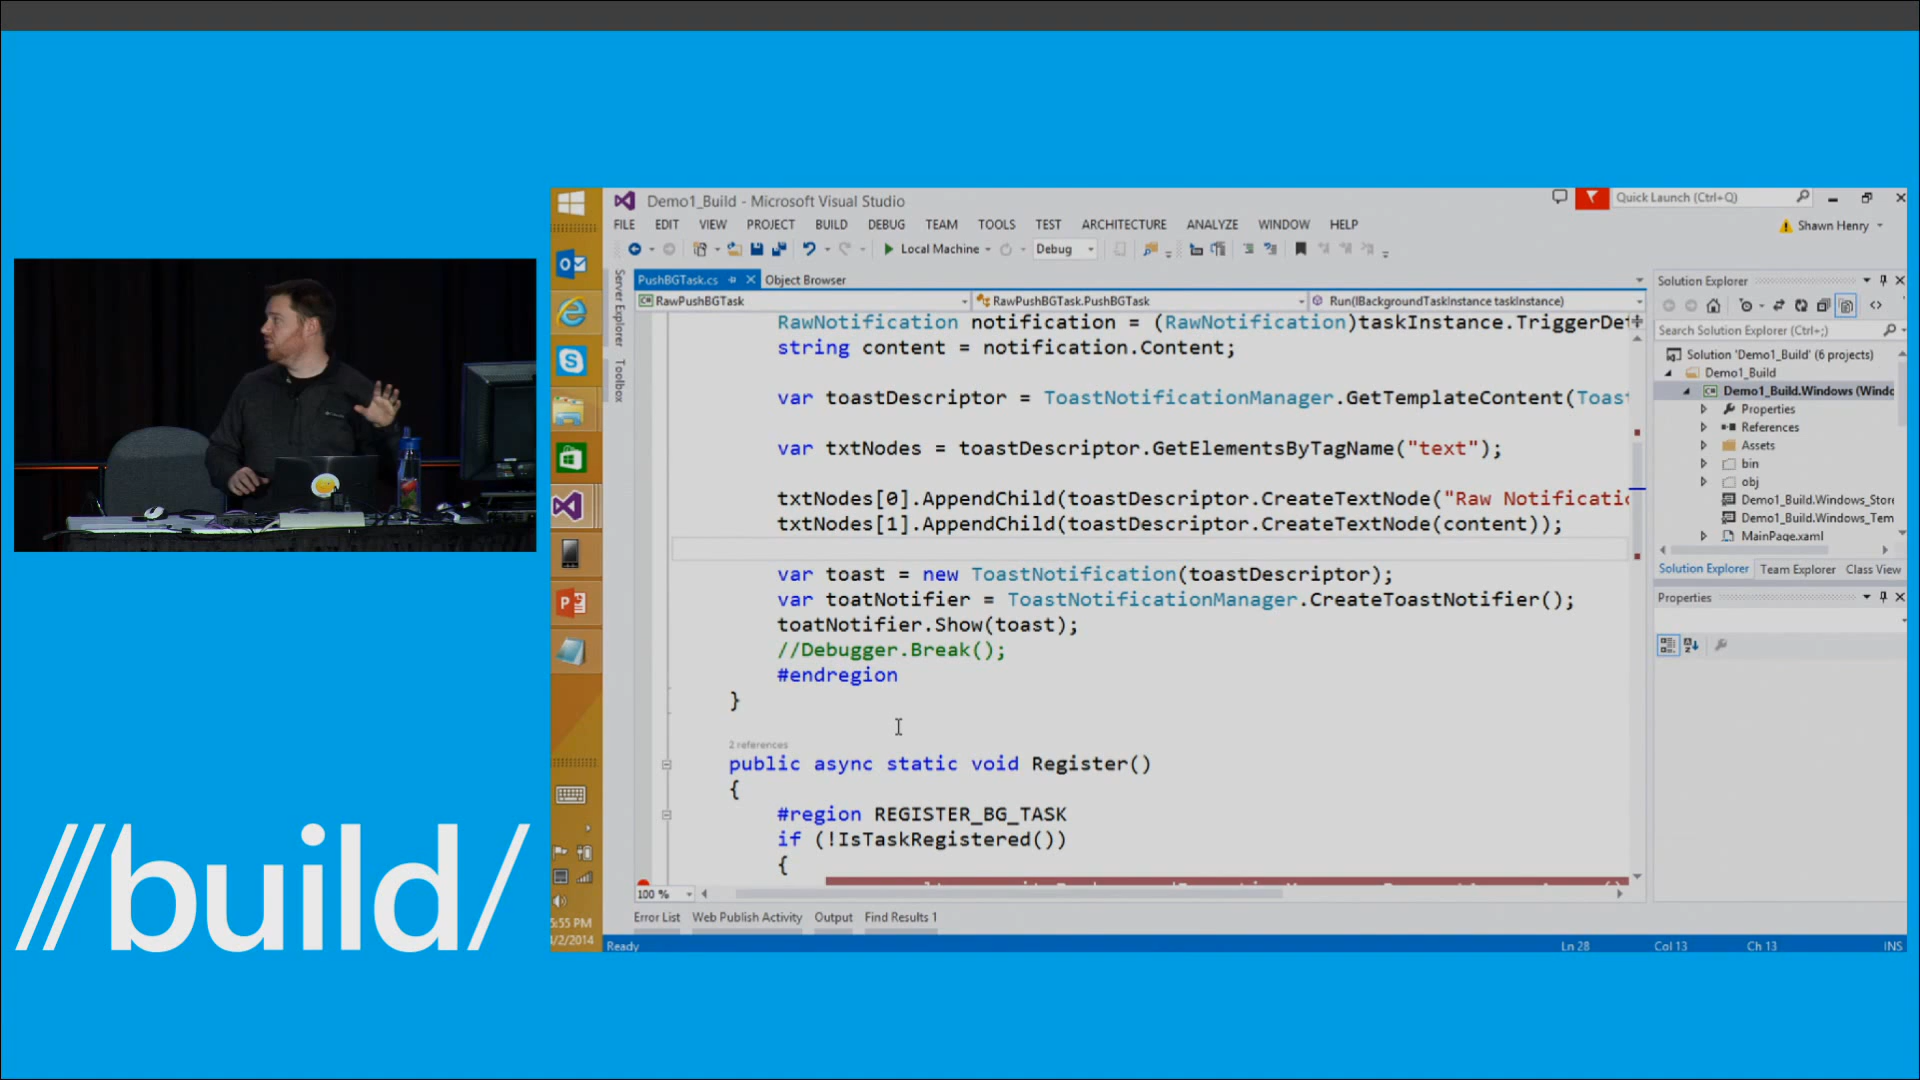 Demo1_Build - Microsoft Visual Studio
Quick Launch (Ctrl+Q)
FILE EDIT VIEW PROJECT BUILD DEBUG TEAM TOOLS TEST ARCHITECTURE ANALYZE WINDOW HELP
Shawn Henry
Local Machine
Debug
Server Explorer
Toolbox
PushBGTask.cs
Object Browser
RawPushBGTask
RawPushBGTask.PushBGTask
Run(IBackgroundTaskInstance taskInstance)
RawNotification notification = (RawNotification)taskInstance.TriggerDet
string content = notification.Content;
var toastDescriptor = ToastNotificationManager.GetTemplateContent(Toast
var txtNodes = toastDescriptor.GetElementsByTagName("text");
txtNodes[0].AppendChild(toastDescriptor.CreateTextNode("Raw Notificatio
txtNodes[1].AppendChild(toastDescriptor.CreateTextNode(content));
var toast = new ToastNotification(toastDescriptor);
var toatNotifier = ToastNotificationManager.CreateToastNotifier();
toatNotifier.Show(toast);
//Debugger.Break();
#endregion
}
2 references
public async static void Register()
{
#region REGISTER_BG_TASK
if (!IsTaskRegistered())
{
100 %
Error List Web Publish Activity Output Find Results 1
Ready
Ln 28 Col 13 Ch 13 INS
Solution Explorer
Search Solution Explorer (Ctrl+;)
Solution 'Demo1_Build' (6 projects)
Demo1_Build
Demo1_Build.Windows (Windo
Properties
References
Assets
bin
obj
Demo1_Build.Windows_Store
Demo1_Build.Windows_Tem
MainPage.xaml
Solution Explorer Team Explorer Class View
Properties
5:55 PM
4/2/2014
//build/